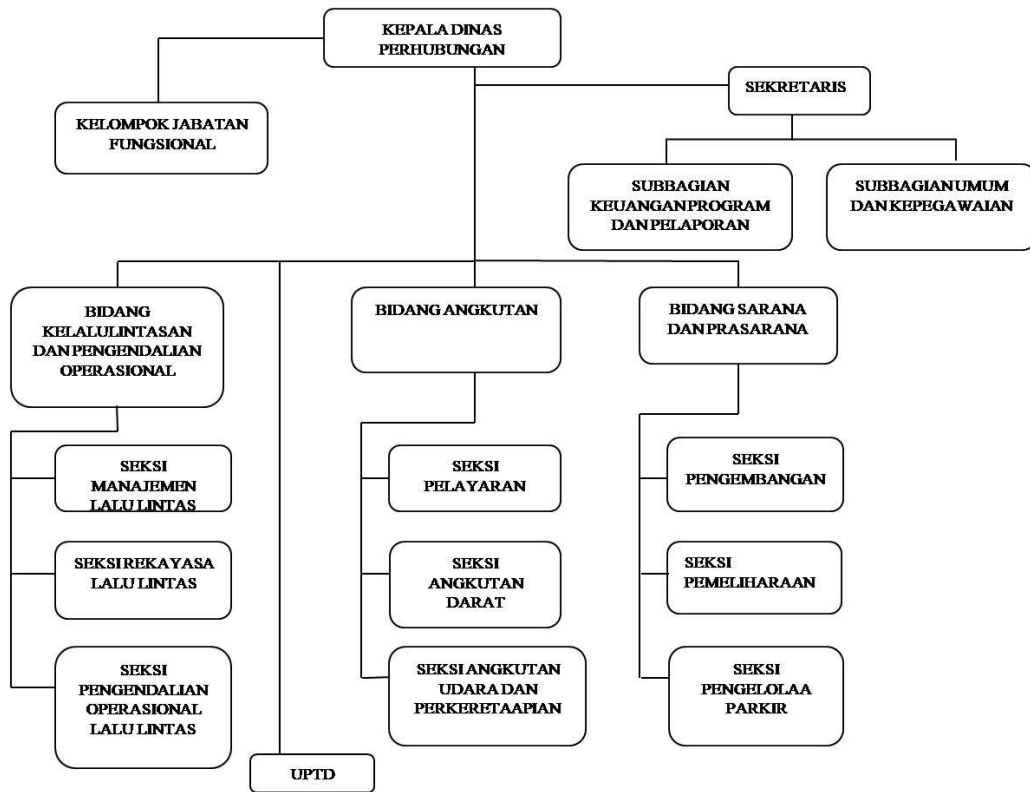 KEPALA DINAS
PERHUBUNGAN
SEKRETARIS
KELOMPOK JABATAN
FUNGSIONAL
SUBBAGIAN
KEUANGAN PROGRAM
DAN PELAPORAN
SUBBAGIAN UMUM
DAN KEPEGAWAIAN
BIDANG
KELALULINTASAN
DAN PENGENDALIAN
OPERASIONAL
BIDANG ANGKUTAN
BIDANG SARANA
DAN PRASARANA
SEKSI
MANAJEMEN
LALU LINTAS
SEKSI
PELAYARAN
SEKSI
PENGEMBANGAN
SEKSI REKAYASA
LALU LINTAS
SEKSI
ANGKUTAN
DARAT
SEKSI
PEMELIHARAAN
SEKSI
PENGENDALIAN
OPERASIONAL
LALU LINTAS
SEKSI ANGKUTAN
UDARA DAN
PERKERETAAPIAN
SEKSI
PENGELOLAA
PARKIR
UPTD